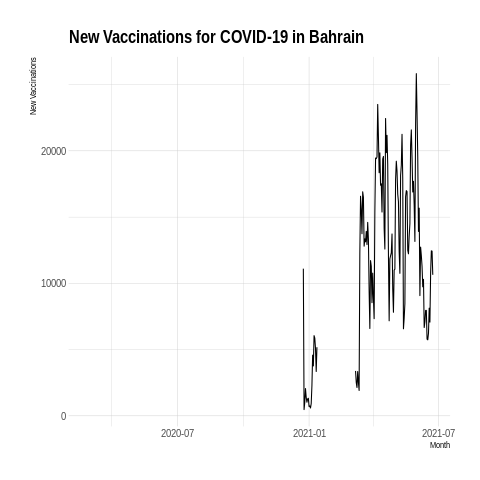 New Vaccinations for COVID-19 in Bahrain
New Vaccinations
20000
10000
0
2020-07
2021-01
2021-07
Month